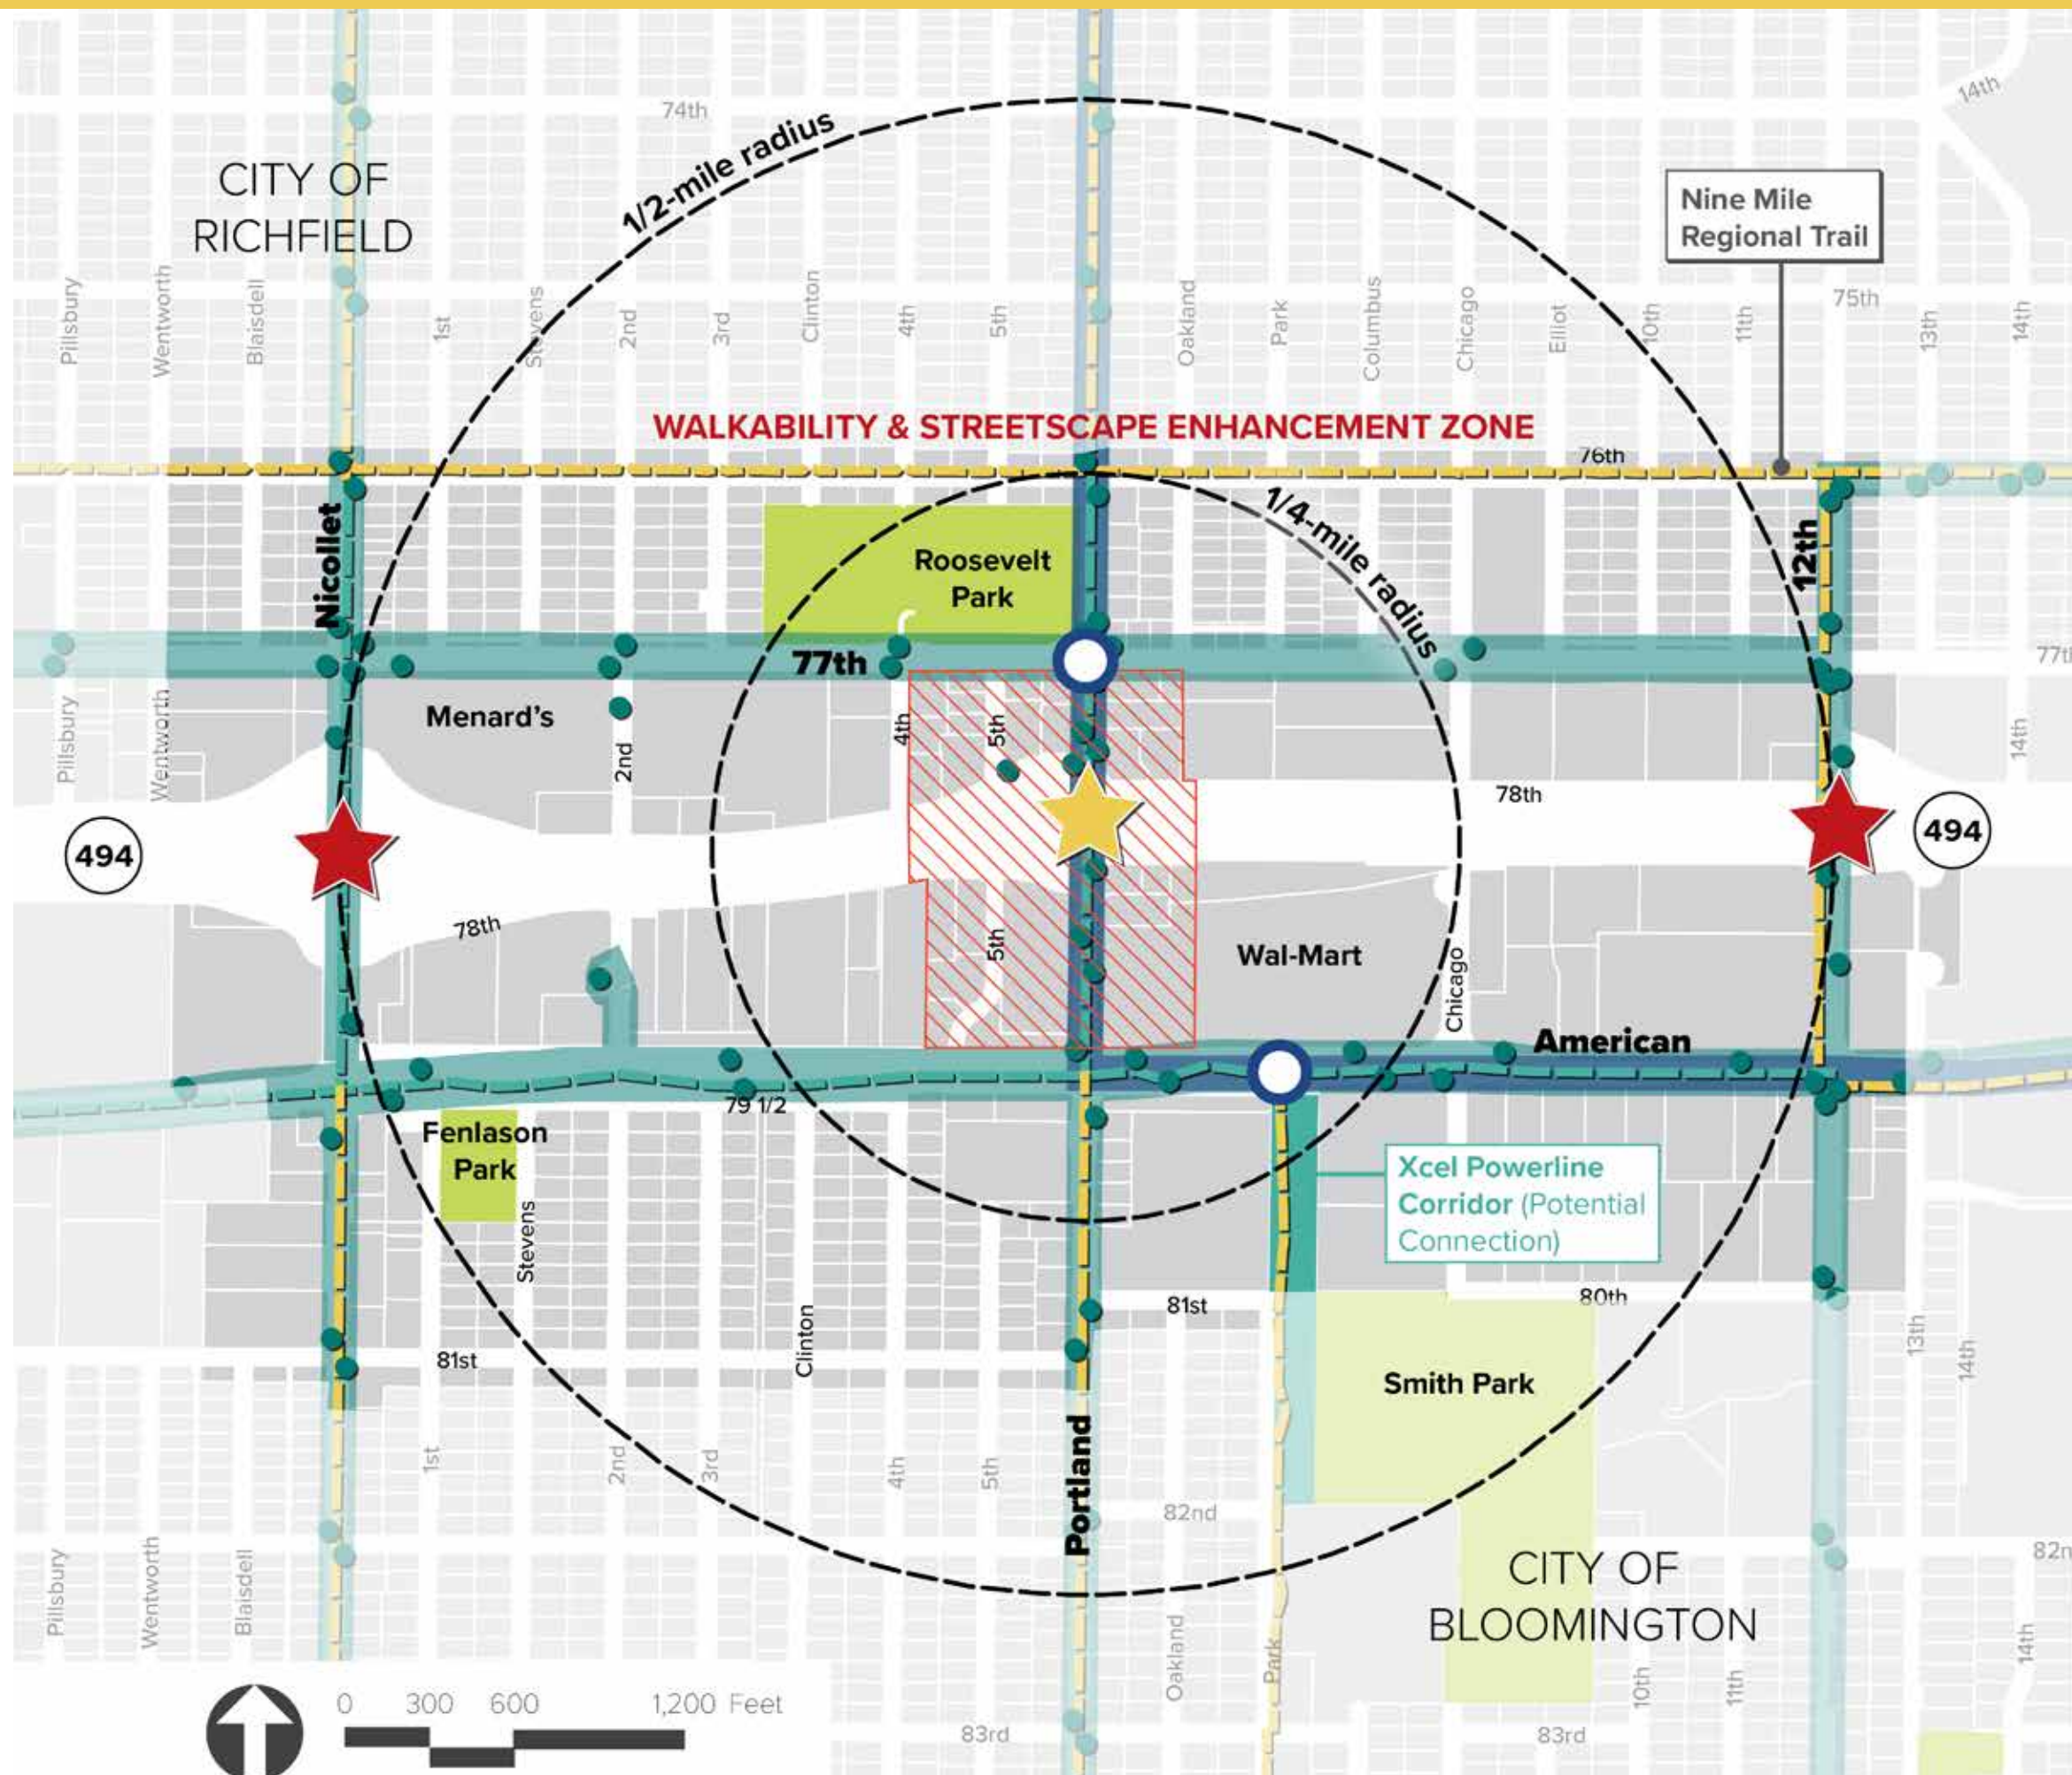 74th
14th
1/2-mile radius
CITY OF
RICHFIELD
Nine Mile
Regional Trail
75th
Pillsbury
Wentworth
Blaisdell
1st
Stevens
2nd
3rd
Clinton
4th
5th
Oakland
Park
Columbus
Chicago
Elliot
10th
11th
13th
14th
WALKABILITY & STREETSCAPE ENHANCEMENT ZONE
76th
Nicollet
Roosevelt
Park
1/4-mile radius
12th
77th
77th
Menard's
Pillsbury
Wentworth
2nd
4th
5th
14th
78th
494
494
78th
5th
Wal-Mart
Chicago
American
79 1/2
Fenlason
Park
Xcel Powerline
Corridor (Potential
Connection)
Stevens
81st
80th
Clinton
81st
13th
14th
Smith Park
1st
2nd
3rd
4th
5th
Portland
82nd
82n
Pillsbury
Wentworth
Blaisdell
CITY OF
BLOOMINGTON
Oakland
Park
10th
11th
14th
0 300 600 1,200 Feet
83rd
83rd